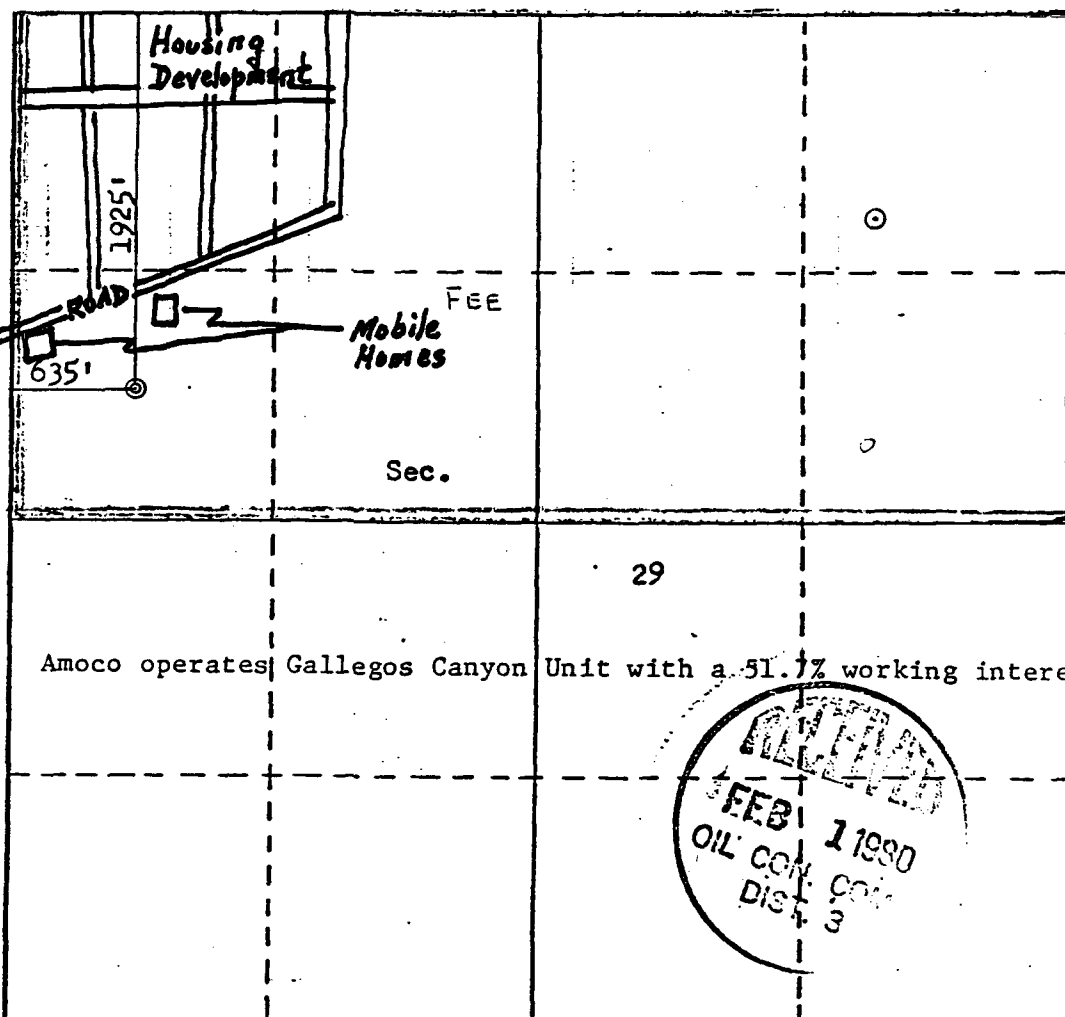 Housing
Development
1925'
ROAD
FEE
Mobile
Homes
635'
Sec.
29
Amoco operates Gallegos Canyon Unit with a 51.7% working intere
RECEIVED
FEB 1 1980
OIL CON. COM
DIST. 3